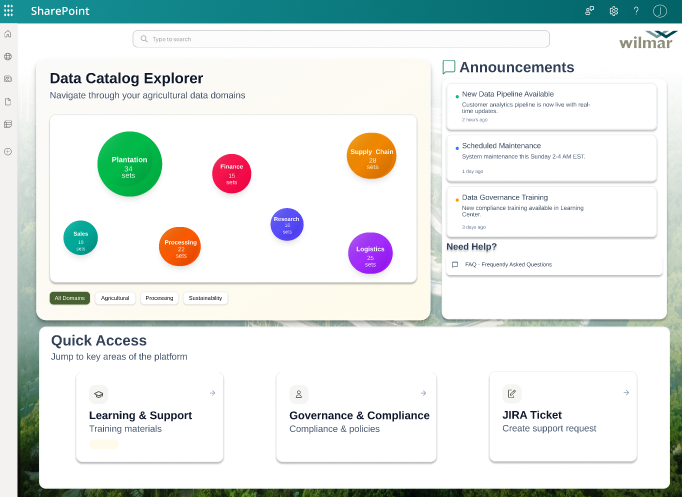 SharePoint
Type to search
wilmar
Data Catalog Explorer
Navigate through your agricultural data domains
Plantation
34
sets
Finance
15
sets
Supply Chain
28
sets
Sales
19
sets
Processing
22
sets
Research
sets
Logistics
25
sets
All Domains
Agricultural
Processing
Sustainability
Announcements
New Data Pipeline Available
Customer analytics pipeline is now live with real-
time updates.
2 hours ago
Scheduled Maintenance
System maintenance this Sunday 2-4 AM EST.
1 day ago
Data Governance Training
New compliance training available in Learning
Center.
3 days ago
Need Help?
FAQ - Frequently Asked Questions
Quick Access
Jump to key areas of the platform
Learning & Support
Training materials
Governance & Compliance
Compliance & policies
JIRA Ticket
Create support request